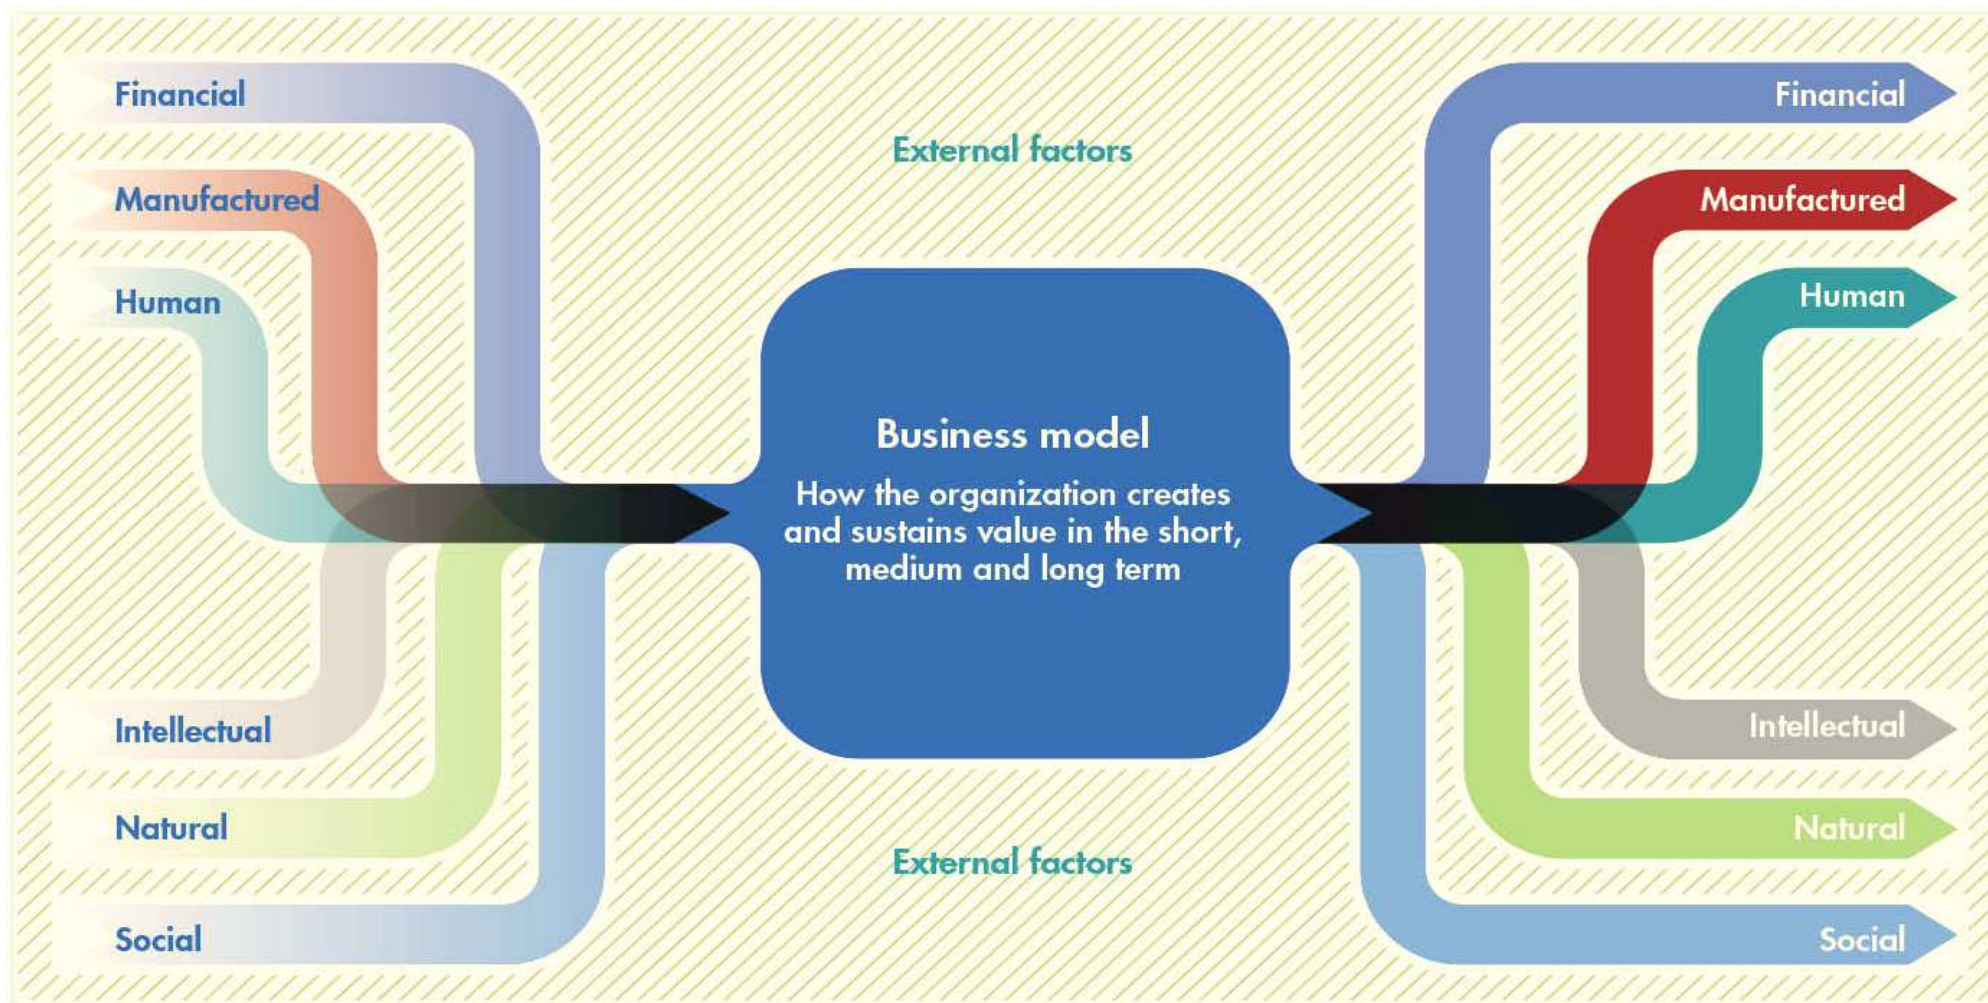 Financial
Manufactured
Human
Intellectual
Natural
Social
External factors
Business model
How the organization creates
and sustains value in the short,
medium and long term
External factors
Financial
Manufactured
Human
Intellectual
Natural
Social